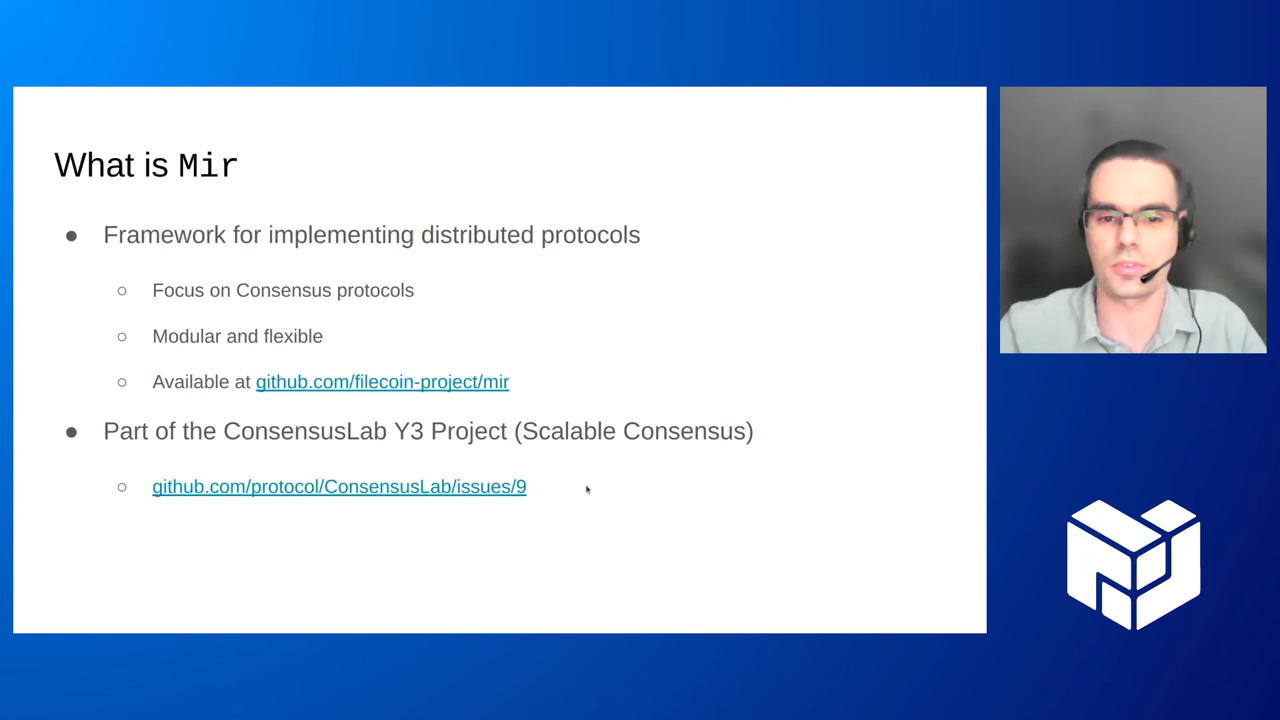 What is Mir
● Framework for implementing distributed protocols
○ Focus on Consensus protocols
○ Modular and flexible
○ Available at github.com/filecoin-project/mir
● Part of the ConsensusLab Y3 Project (Scalable Consensus)
○ github.com/protocol/ConsensusLab/issues/9